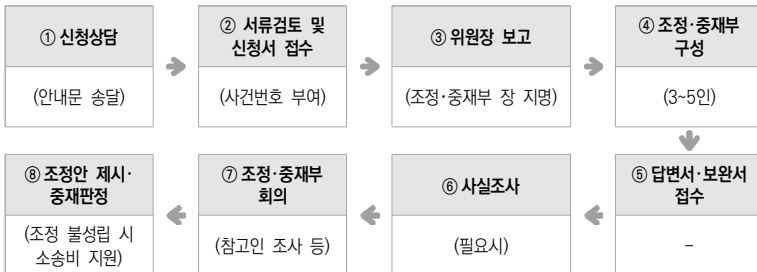 ① 신청상담
(안내문 송달)
② 서류검토 및
신청서 접수
(사건번호 부여)
③ 위원장 보고
(조정·중재부 장 지명)
④ 조정·중재부
구성
(3~5인)
⑤ 답변서·보완서
접수
-
⑥ 사실조사
(필요시)
⑦ 조정·중재부
회의
(참고인 조사 등)
⑧ 조정안 제시·
중재판정
(조정 불성립 시
소송비 지원)